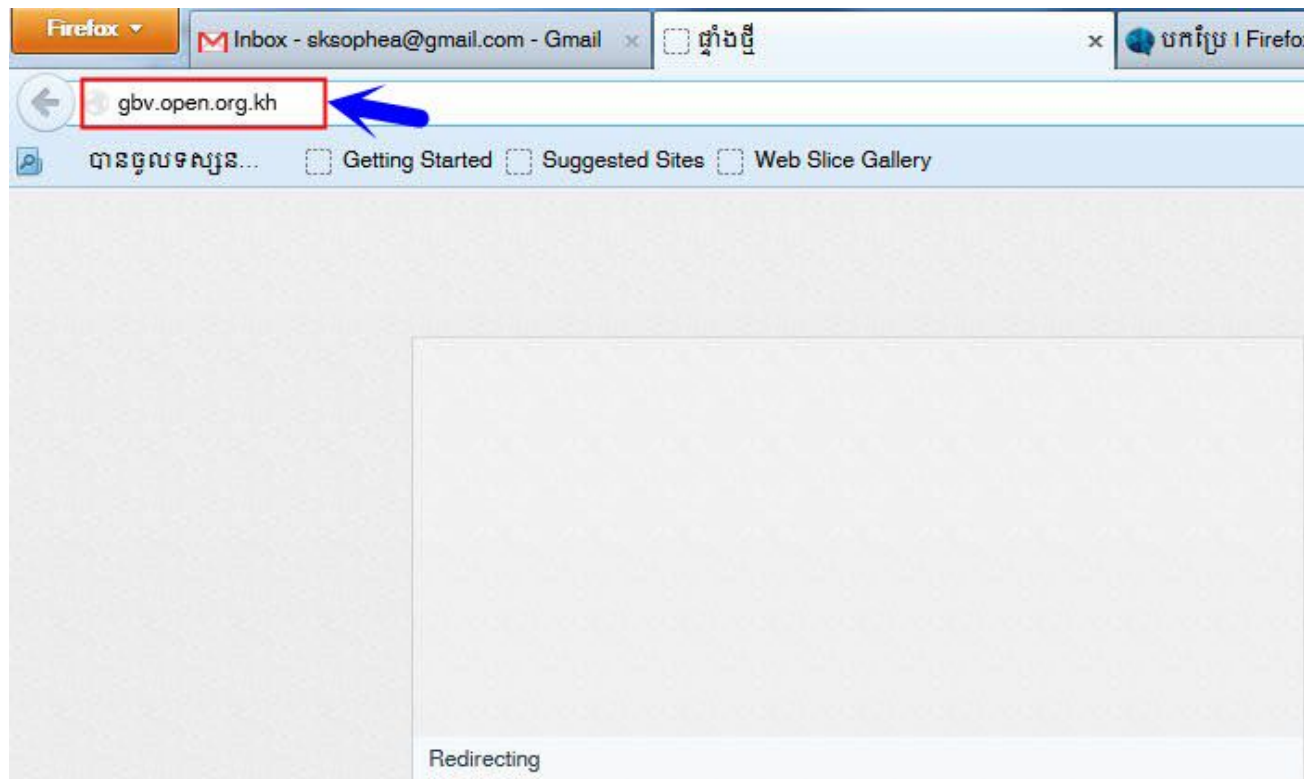 Firefox
Inbox - sksophea@gmail.com - Gmail
ផ្ទាំងថ្មី
បកប្រែ | Firefox
gbv.open.org.kh
បានចូលទស្សន...
Getting Started
Suggested Sites
Web Slice Gallery
Redirecting